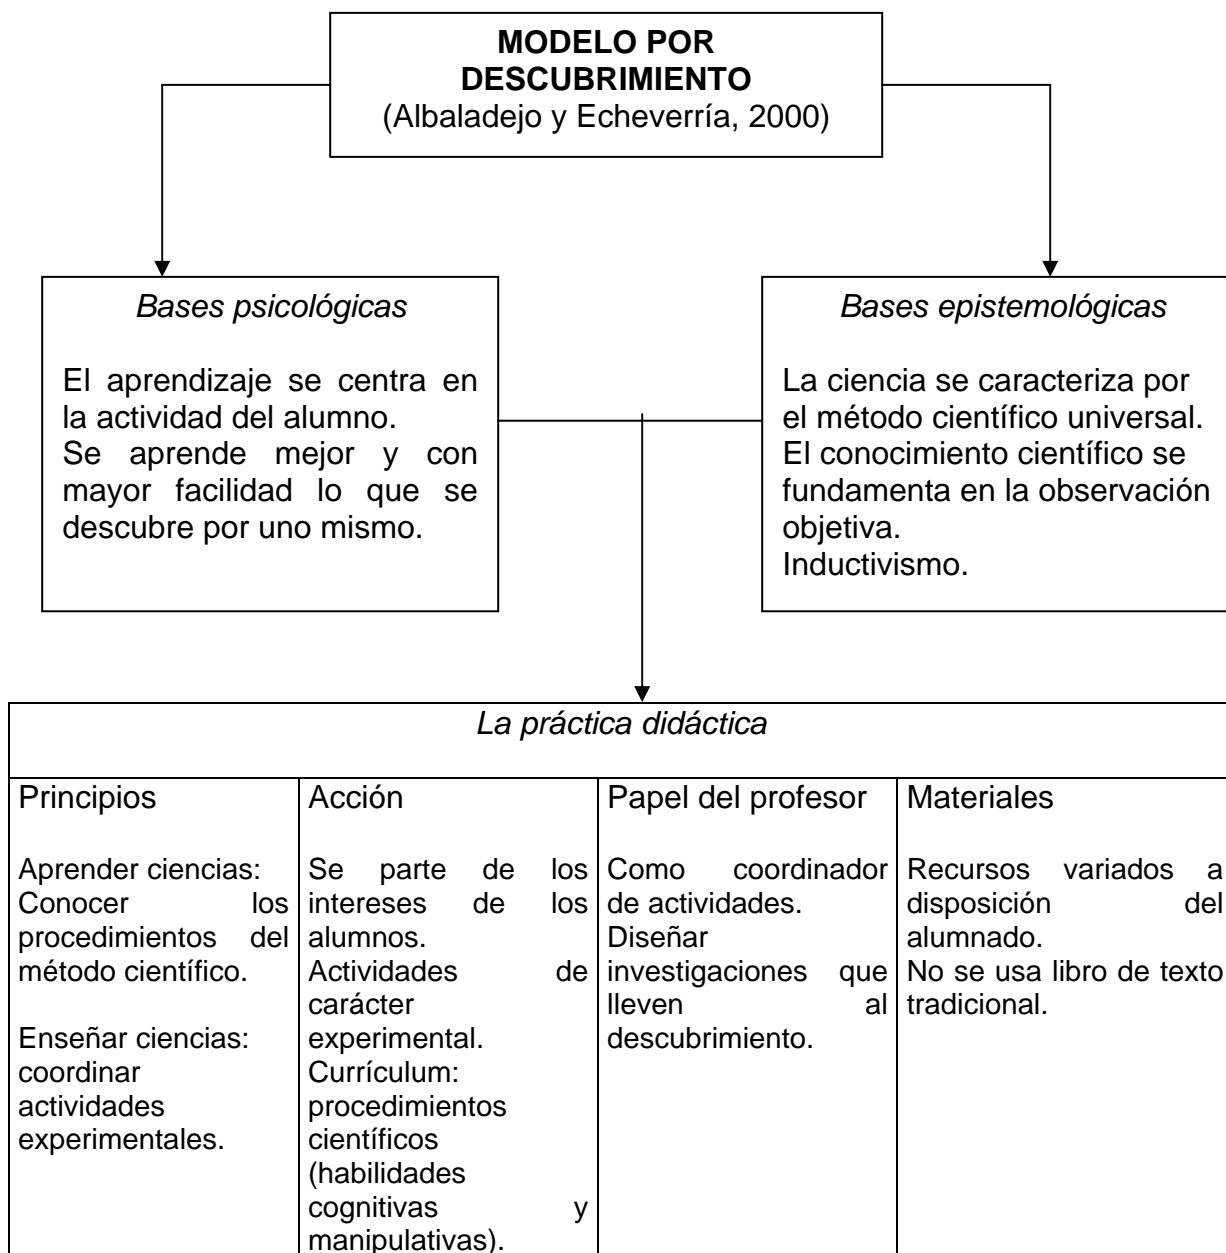 MODELO POR
DESCUBRIMIENTO
(Albaladejo y Echeverría, 2000)
Bases psicológicas
El aprendizaje se centra en
la actividad del alumno.
Se aprende mejor y con
mayor facilidad lo que se
descubre por uno mismo.
Bases epistemológicas
La ciencia se caracteriza por
el método científico universal.
El conocimiento científico se
fundamenta en la observación
objetiva.
Inductivismo.
La práctica didáctica
Principios
Aprender ciencias:
Conocer los
procedimientos del
método científico.
Enseñar ciencias:
coordinar
actividades
experimentales.
Acción
Se parte de los
intereses de los
alumnos.
Actividades de
carácter
experimental.
Currículum:
procedimientos
científicos
(habilidades
cognitivas y
manipulativas).
Papel del profesor
Como coordinador
de actividades.
Diseñar
investigaciones que
lleven al
descubrimiento.
Materiales
Recursos variados a
disposición del
alumnado.
No se usa libro de texto
tradicional.